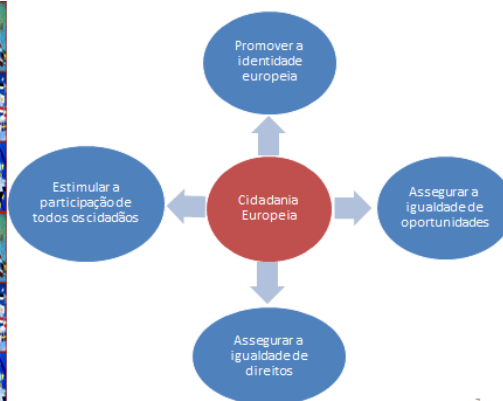 Promover a
identidade
europeia
Estimular a
participação de
todos os cidadãos
Cidadania
Europeia
Assegurar a
igualdade de
oportunidades
Assegurar a
igualdade de
direitos